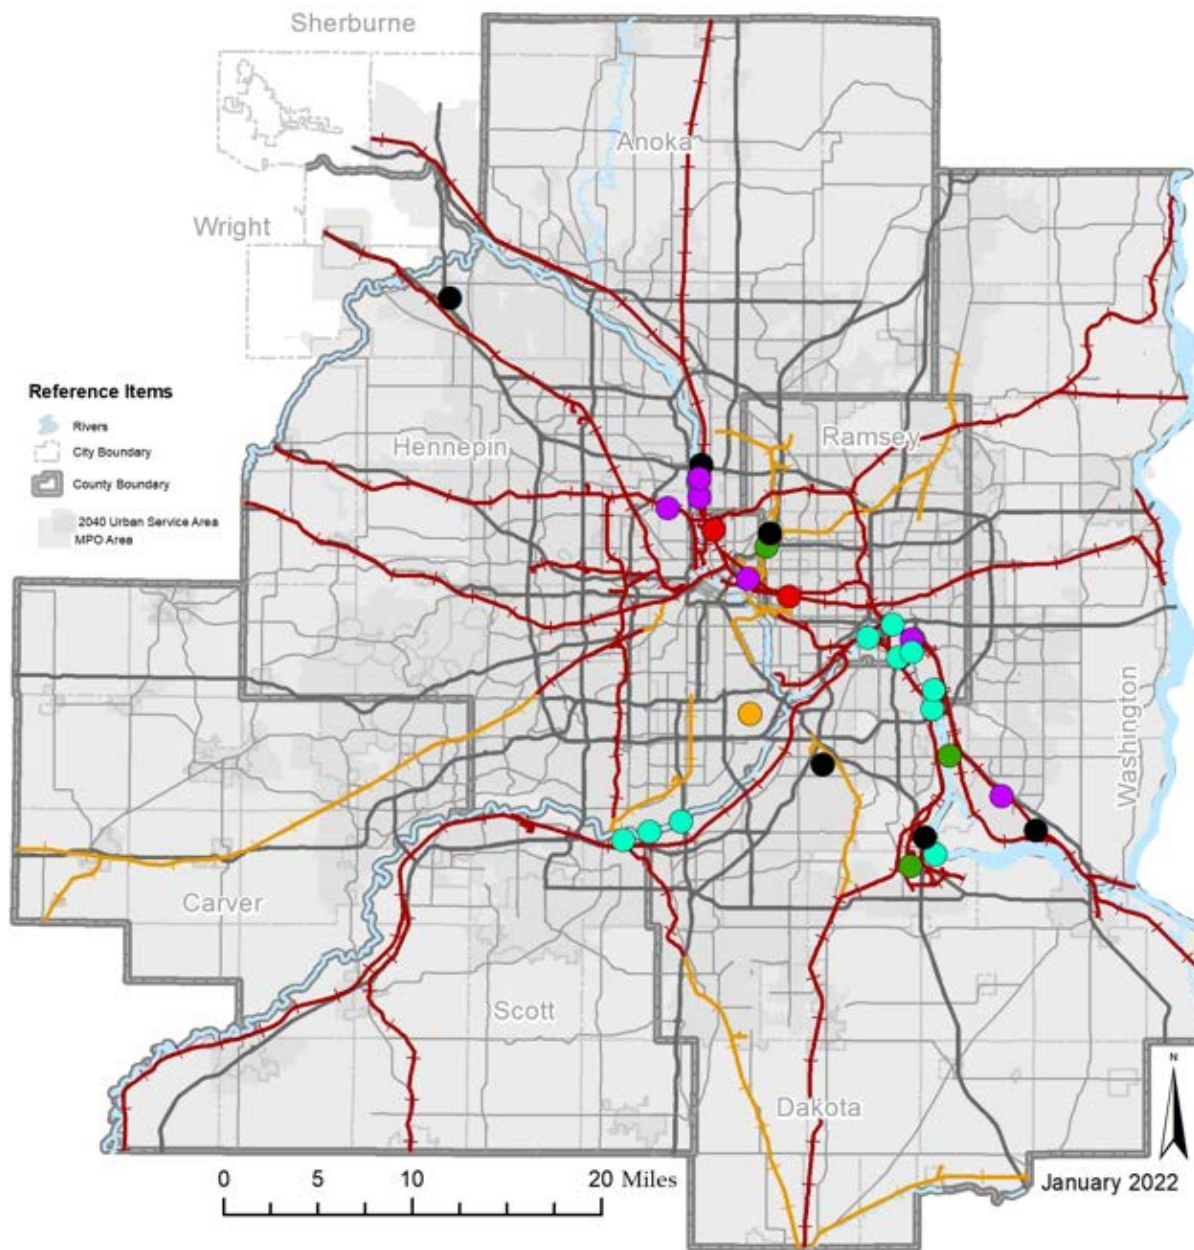 Sherburne
Anoka
Wright
Reference Items
Rivers
City Boundary
County Boundary
2040 Urban Service Area
MPO Area
Hennepin
Ramsey
Washington
Carver
Scott
Dakota
N
0 5 10 20 Miles
January 2022